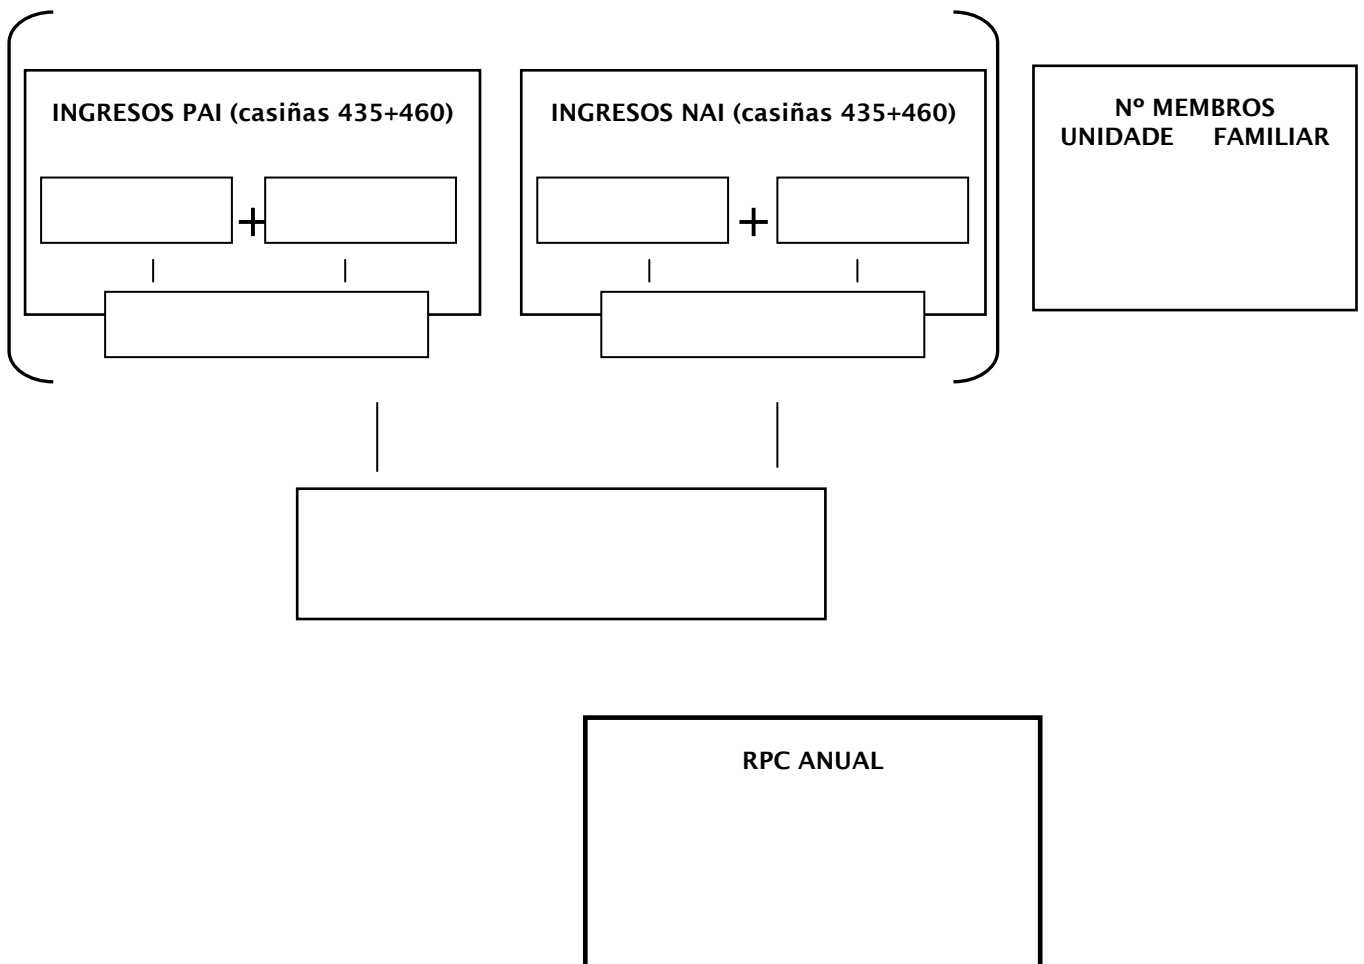 INGRESOS PAI (casiñas 435+460)
INGRESOS NAI (casiñas 435+460)
Nº MEMBROS
UNIDADE FAMILIAR
+
+
RPC ANUAL